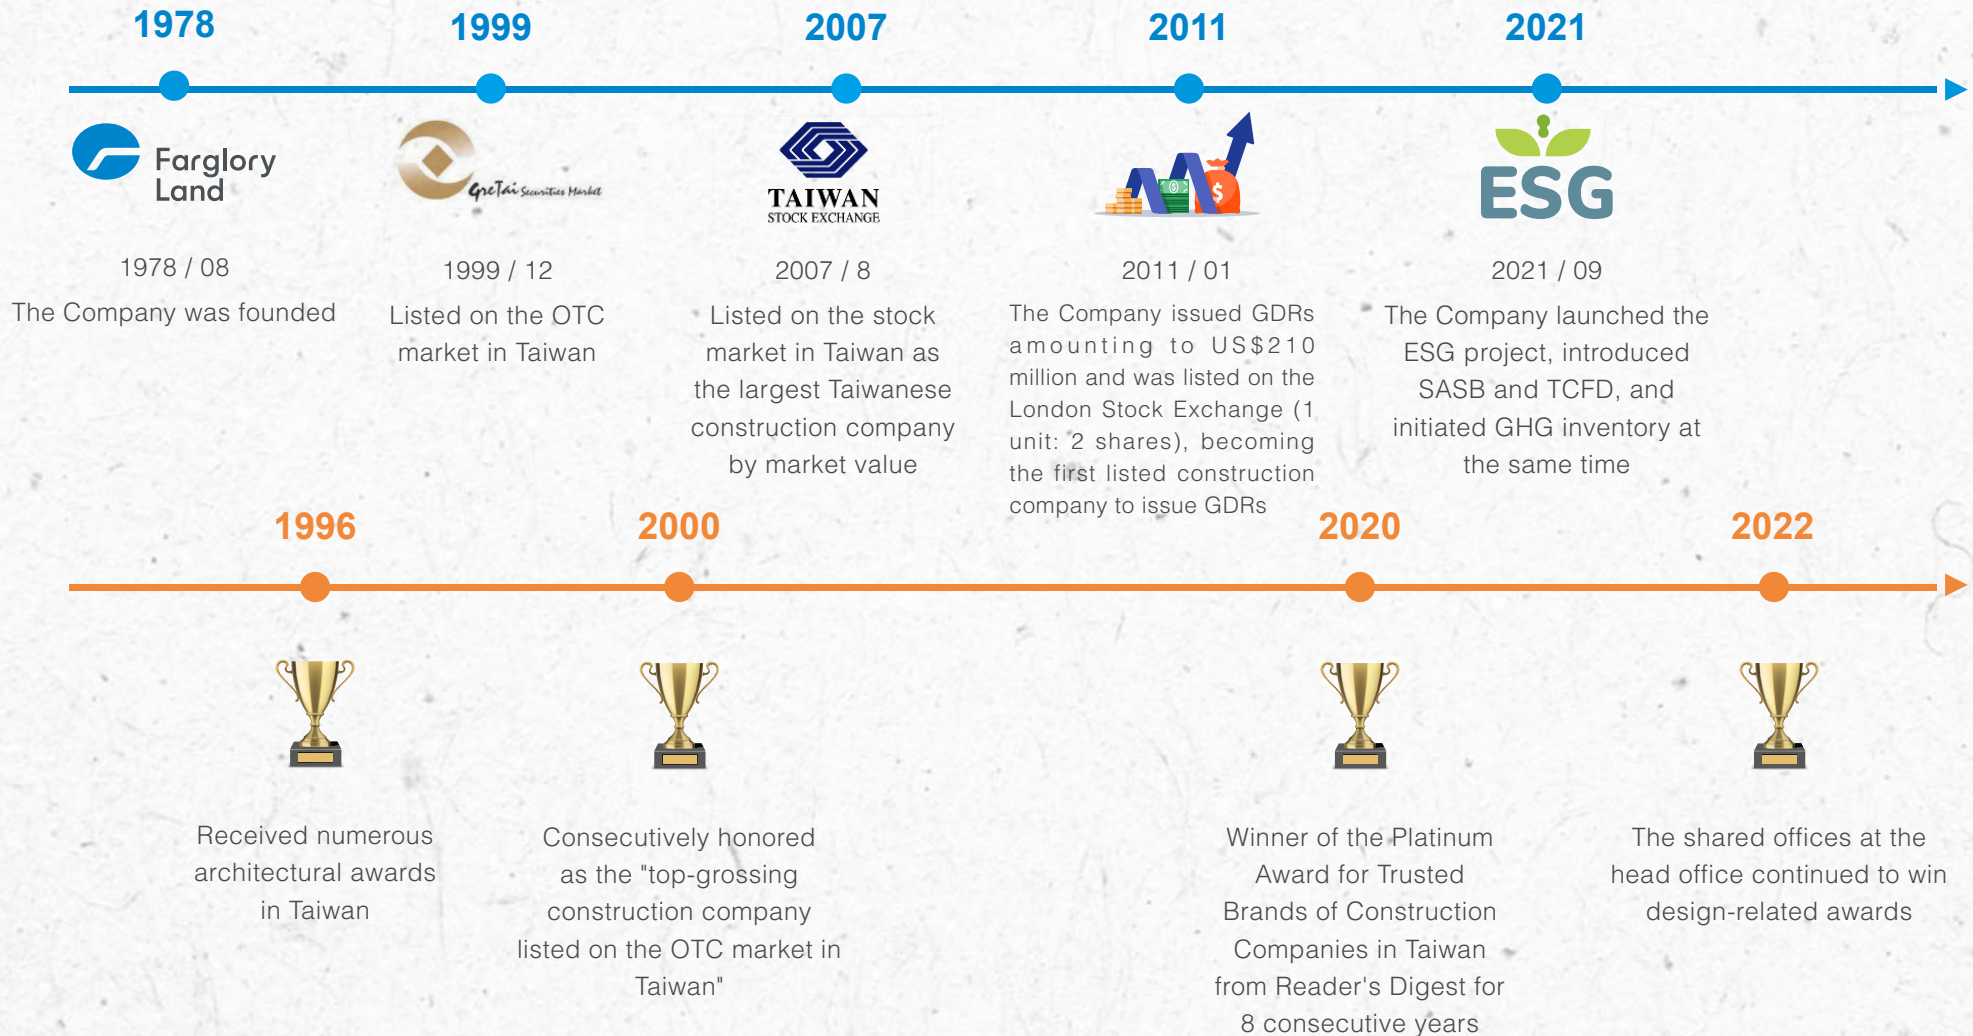 1978
1999
2007
2011
2021
Farglory
Land
GreTai Securities Market
TAIWAN
STOCK EXCHANGE
ESG
1978 / 08
The Company was founded
1999 / 12
Listed on the OTC
market in Taiwan
2007 / 8
Listed on the stock
market in Taiwan as
the largest Taiwanese
construction company
by market value
2011 / 01
The Company issued GDRs
amounting to US$210
million and was listed on the
London Stock Exchange (1
unit: 2 shares), becoming
the first listed construction
company to issue GDRs
2021 / 09
The Company launched the
ESG project, introduced
SASB and TCFD, and
initiated GHG inventory at
the same time
1996
2000
2020
2022
Received numerous
architectural awards
in Taiwan
Consecutively honored
as the "top-grossing
construction company
listed on the OTC market in
Taiwan"
Winner of the Platinum
Award for Trusted
Brands of Construction
Companies in Taiwan
from Reader's Digest for
8 consecutive years
The shared offices at the
head office continued to win
design-related awards